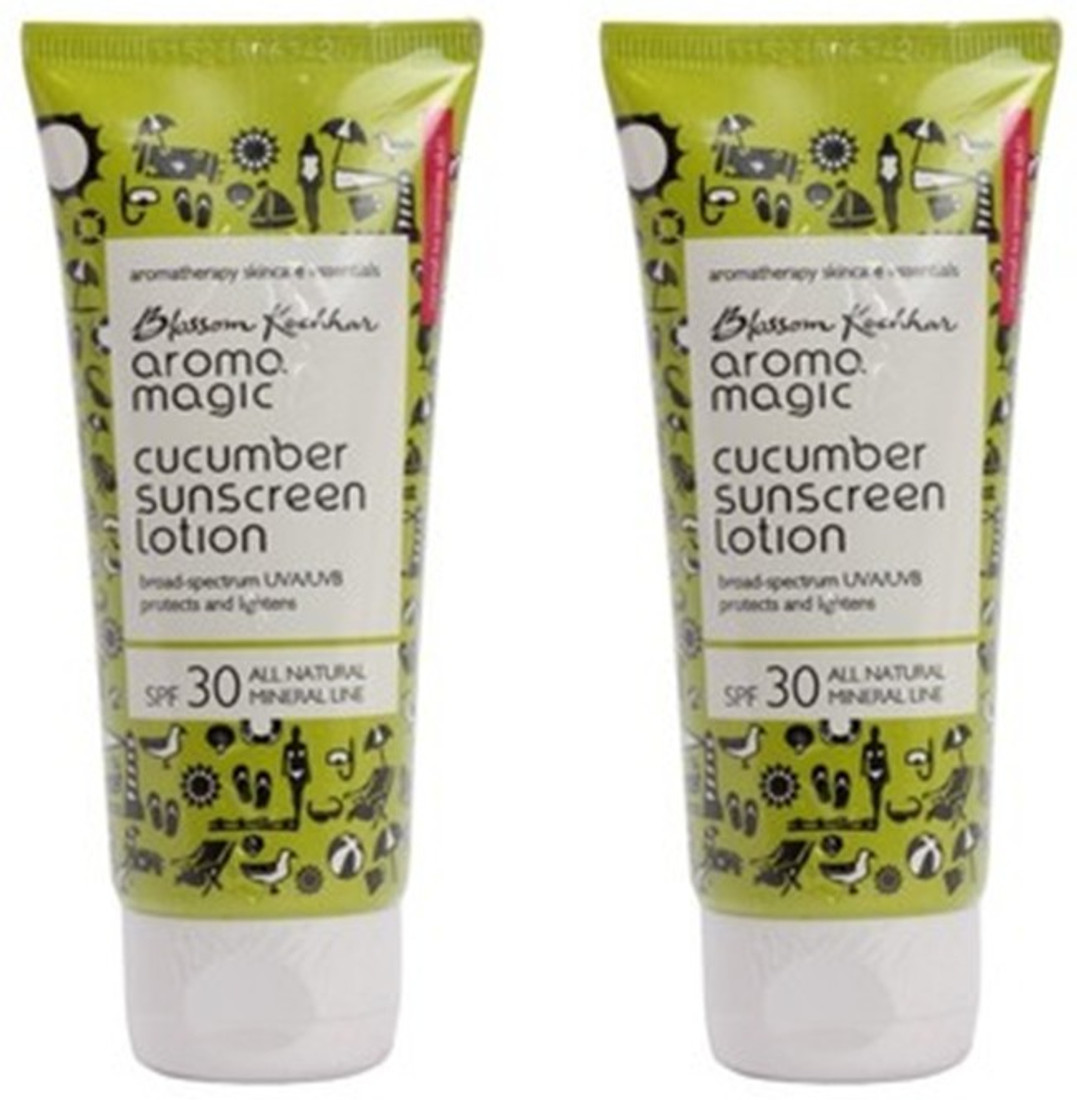 aromatherapy skincare essentials
Blossom Kochhar
aroma
magic
cucumber
sunscreen
lotion
broad-spectrum UVA/UVB
protects and lightens
SPF 30 ALL NATURAL
MINERAL LINE
aromatherapy skincare essentials
Blossom Kochhar
aroma
magic
cucumber
sunscreen
lotion
broad-spectrum UVA/UVB
protects and lightens
SPF 30 ALL NATURAL
MINERAL LINE